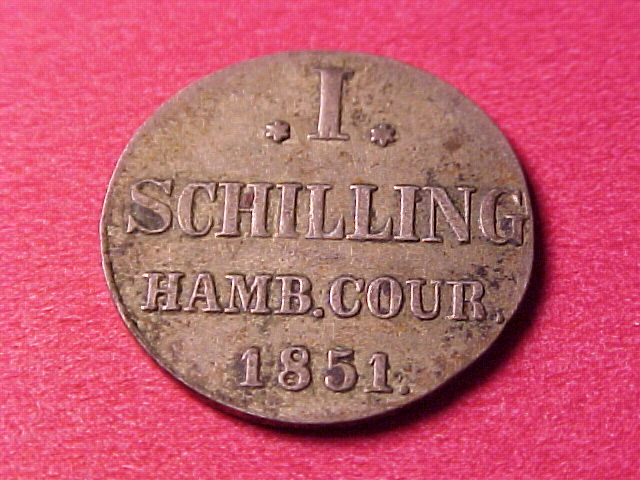 I
SCHILLING
HAMB.COUR.
1851.